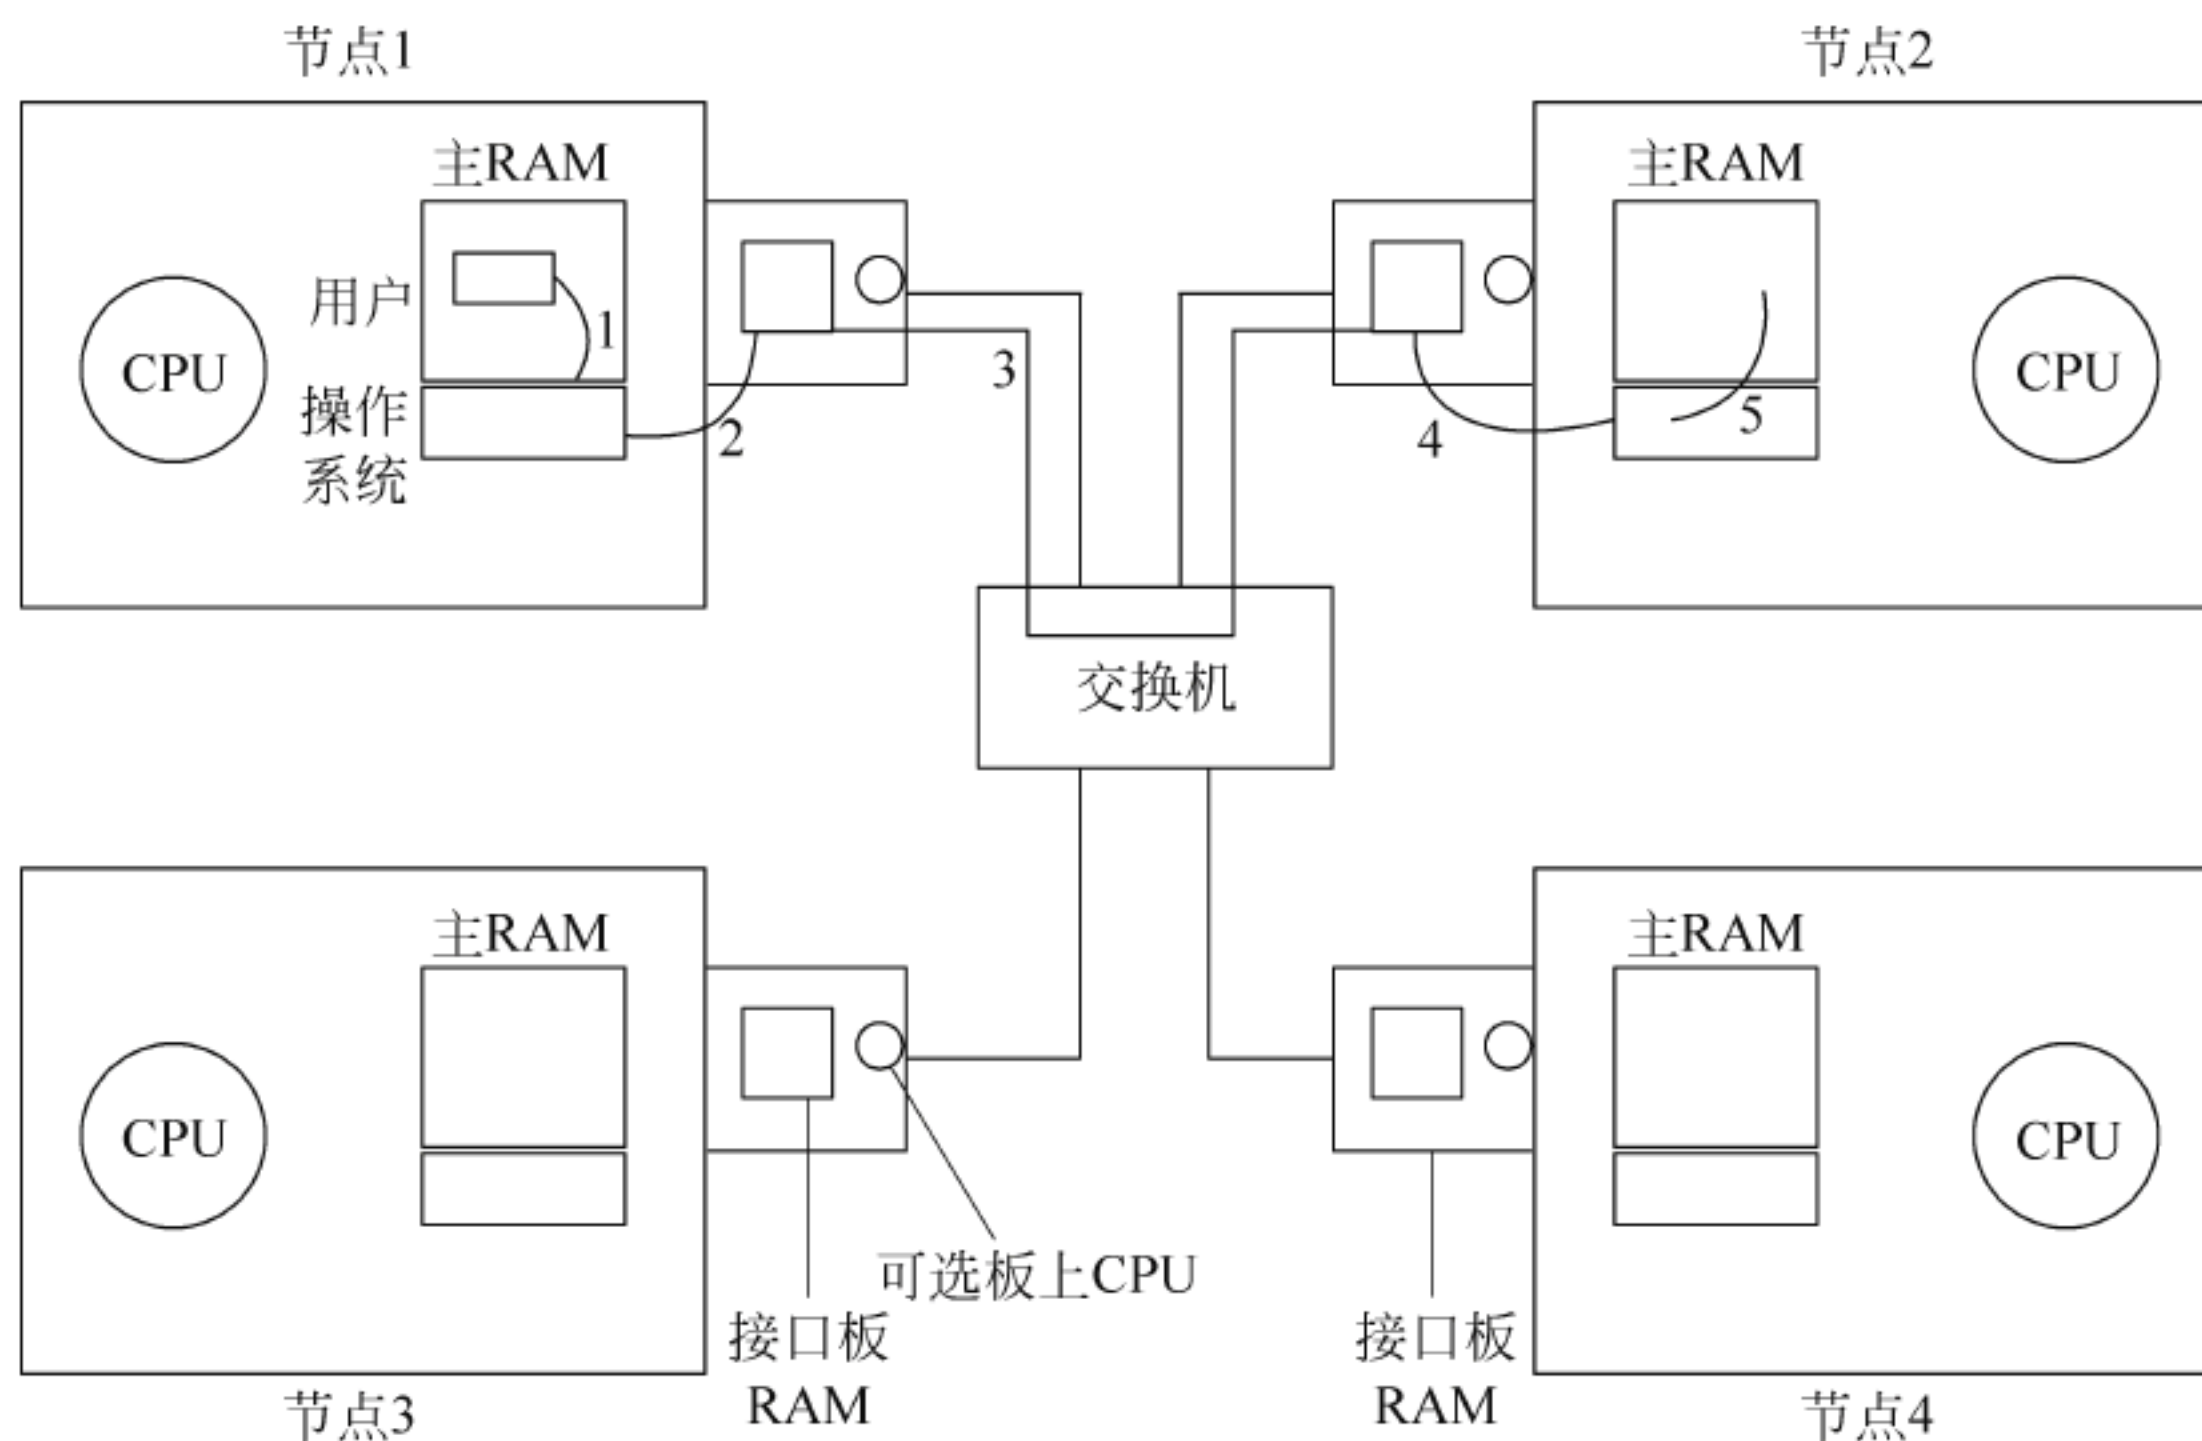 节点1
节点2
主RAM
主RAM
用户
1
CPU
操作
系统
2
3
4
5
CPU
交换机
主RAM
主RAM
CPU
CPU
可选板上CPU
接口板
RAM
接口板
RAM
节点3
节点4